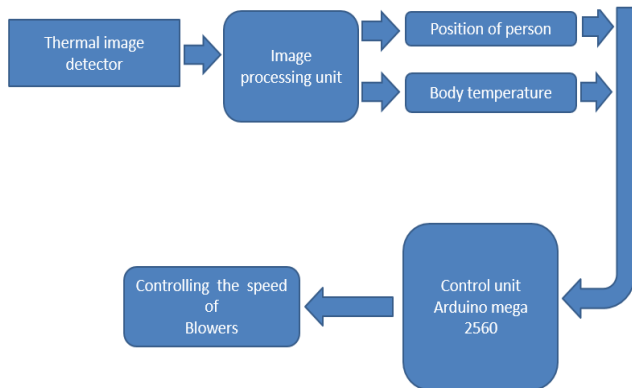 Thermal image
detector
Image
processing unit
Position of person
Body temperature
Control unit
Arduino mega
2560
Controlling the speed
of
Blowers